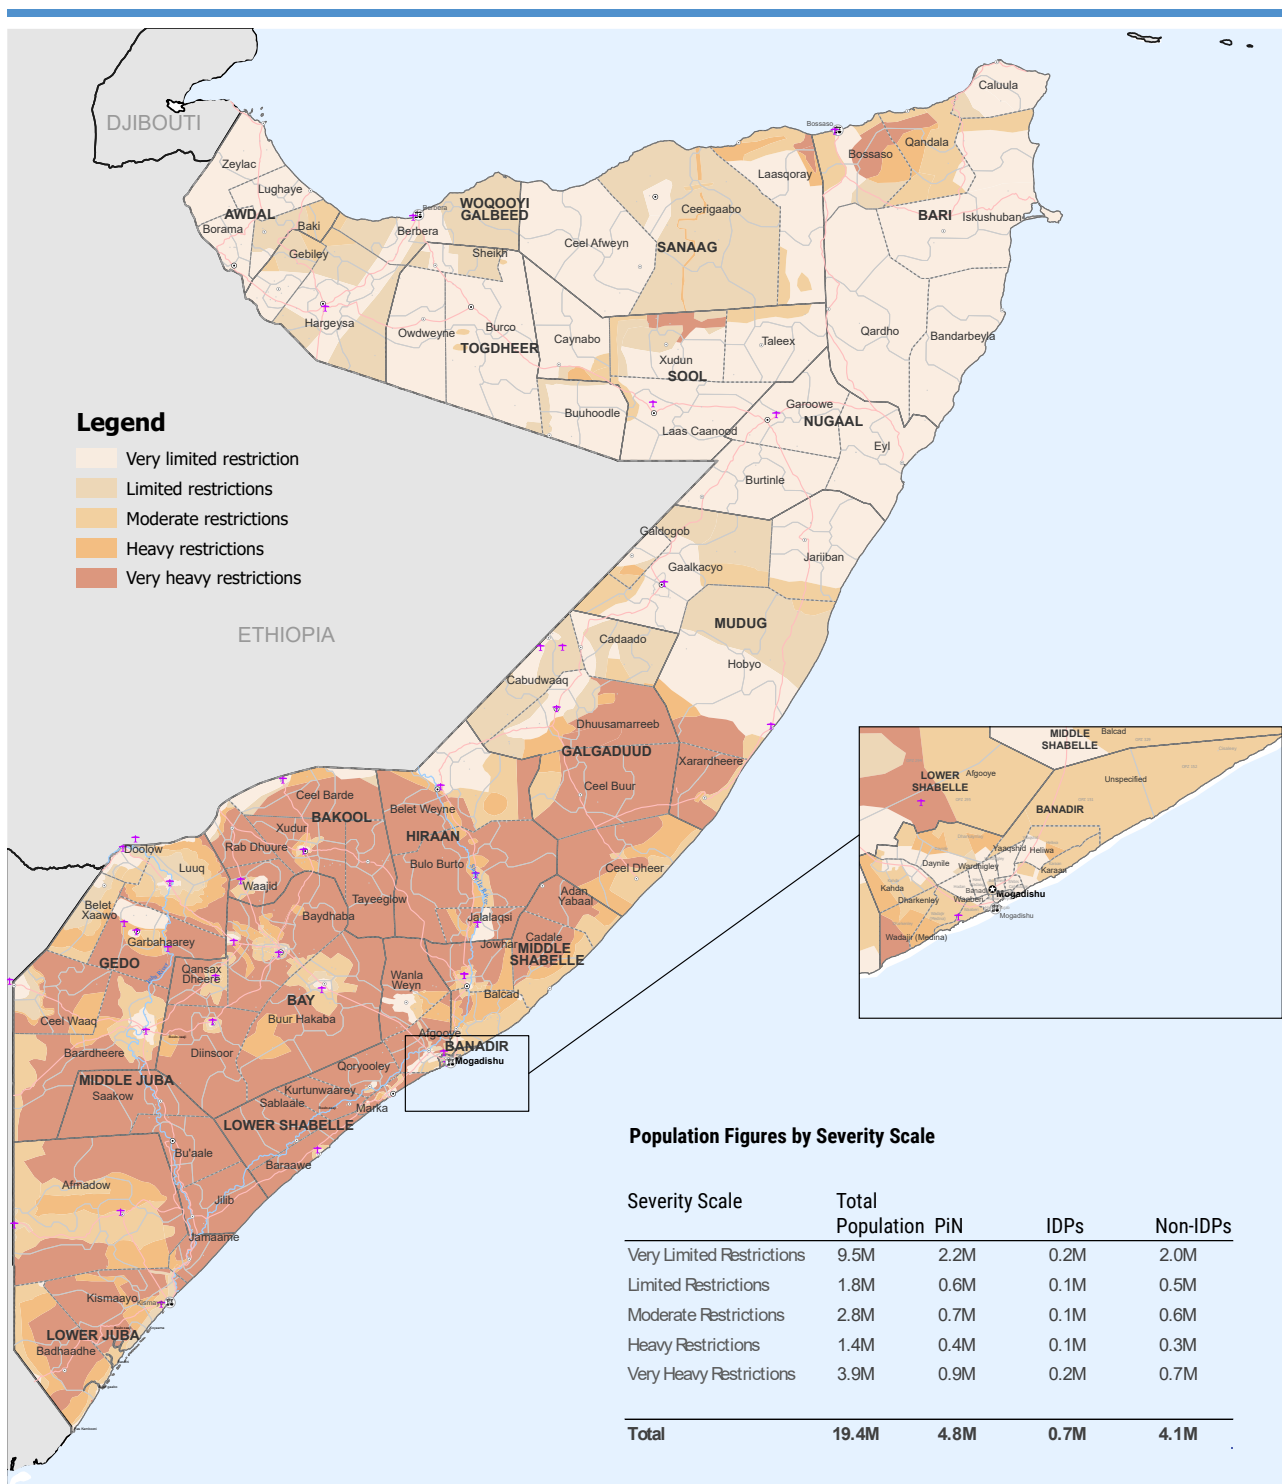 DJIBOUTI
Caluula
Bossaso
Bossaso
Qandala
Zeylac
Laasqoray
Lughaye
WOQOOYI
GALBEED
AWDAL
Baki
Berbera
Berbera
Ceerigaabo
BARI
Iskushuban
Borama
Ceel Afweyn
SANAAG
Gebiley
Sheikh
Hargeysa
Owdweyne
Burco
Caynabo
TOGDHEER
Qardho
Bandarbeyla
Taleex
Xudun
SOOL
Buuhoodle
Garoowe
NUGAAL
Laas Caanood
Eyl
Burtinle
Legend
Very limited restriction
Limited restrictions
Moderate restrictions
Heavy restrictions
Very heavy restrictions
ETHIOPIA
Galdogob
Jariiban
Gaalkacyo
MUDUG
Cadaado
Hobyo
Cabudwaaq
Dhuusamarreeb
GALGADUUD
Xarardheere
Ceel Buur
Ceel Barde
BAKOOL
Belet Weyne
Xudur
HIRAAN
Rab Dhuure
Doolow
Luuq
Bulo Burto
Ceel Dheer
Waajid
Tayeeglow
Adan
Yabaal
Belet
Xaawo
Baydhaba
Jalalaqsi
Garbahaarey
Jowhar
Cadale
MIDDLE
SHABELLE
GEDO
Qansax
Dheere
Wanla
Weyn
BAY
Balcad
Ceel Waaq
Buur Hakaba
Afgooye
BANADIR
Mogadishu
Baardheere
Diinsoor
Qoryooley
MIDDLE JUBA
Saakow
Kurtunwaarey
Sablaale
Marka
LOWER SHABELLE
Bu'aale
Baraawe
Afmadow
Jilib
Jamaame
Kismaayo
Kismayo
LOWER JUBA
Badhaadhe
MIDDLE
SHABELLE
Balcad
LOWER
SHABELLE
Afgooye
Unspecified
BANADIR
Yaaqshid
Heliwa
Daynile
Wardhigley
Karaan
Kahda
Dharkenley
Waaberi
Mogadishu
Mogadishu
Wadajir (Medina)
Population Figures by Severity Scale
Severity Scale Total
Population PiN IDPs Non-IDPs
Very Limited Restrictions 9.5M 2.2M 0.2M 2.0M
Limited Restrictions 1.8M 0.6M 0.1M 0.5M
Moderate Restrictions 2.8M 0.7M 0.1M 0.6M
Heavy Restrictions 1.4M 0.4M 0.1M 0.3M
Very Heavy Restrictions 3.9M 0.9M 0.2M 0.7M
Total 19.4M 4.8M 0.7M 4.1M